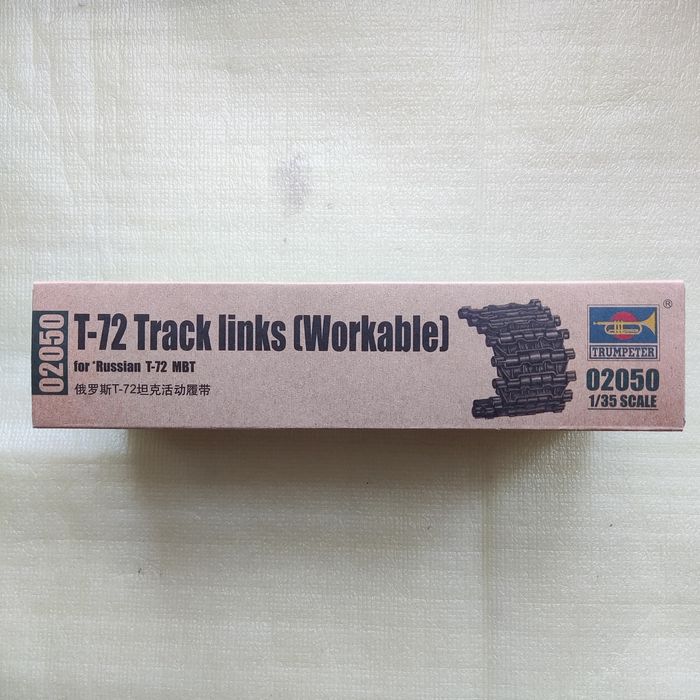 02050
T-72 Track links (Workable)
for *Russian T-72 MBT
俄罗斯T-72坦克活动履带
®
TRUMPETER
02050
1/35 SCALE